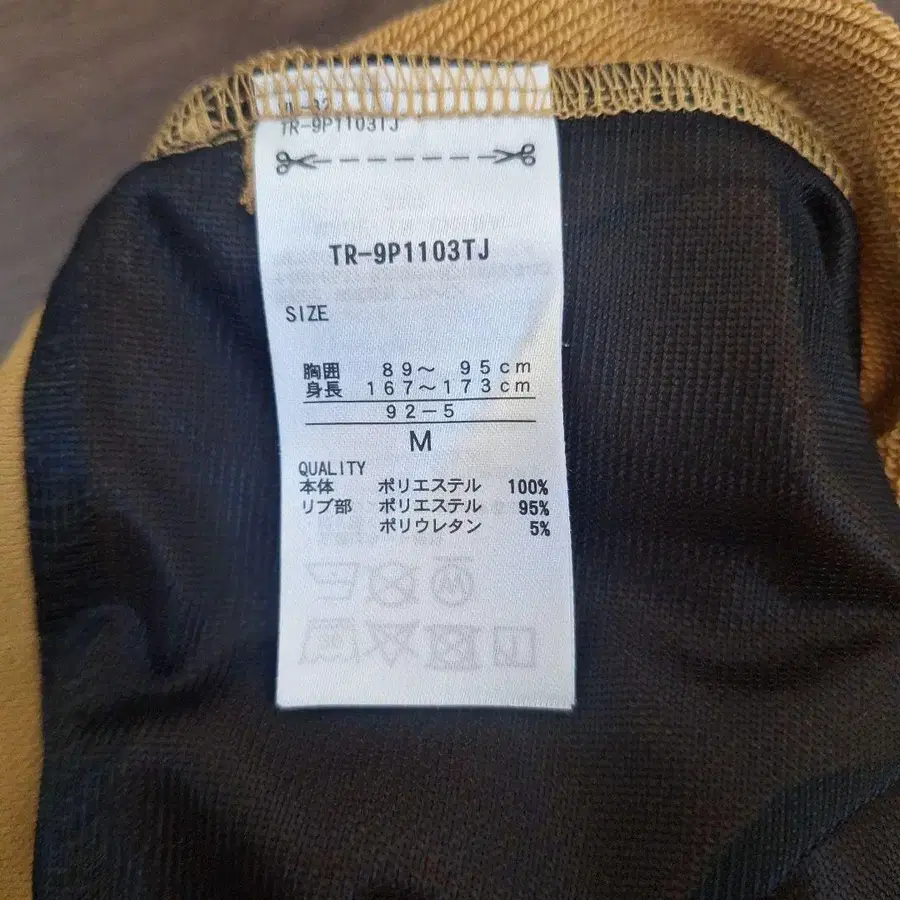 TR-9P1103TJ
TR-9P1103TJ
SIZE
胸囲 89～ 95cm
身長 167～173cm
92-5
M
QUALITY
本体 ポリエステル 100%
リブ部 ポリエステル 95%
ポリウレタン 5%